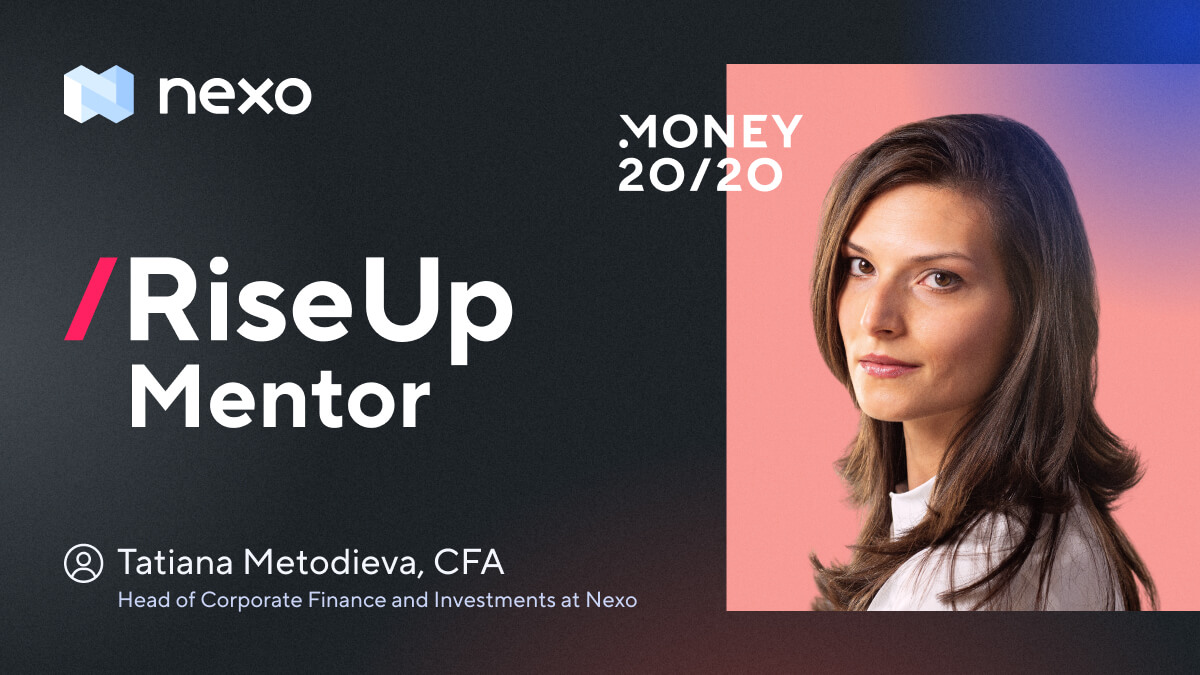 nexo
MONEY
20/20
/RiseUp
Mentor
Tatiana Metodieva, CFA
Head of Corporate Finance and Investments at Nexo